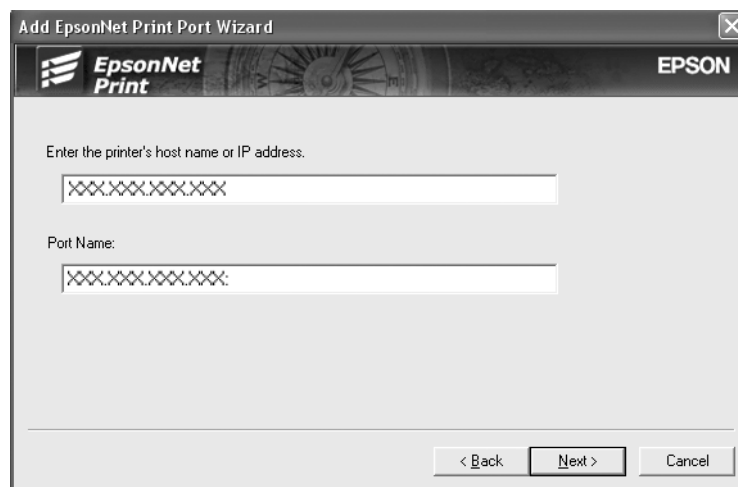 Add EpsonNet Print Port Wizard
EpsonNet
Print
EPSON
Enter the printer's host name or IP address.
XXX.XXX.XXX.XXX
Port Name:
XXX.XXX.XXX.XXX:
< Back
Next >
Cancel